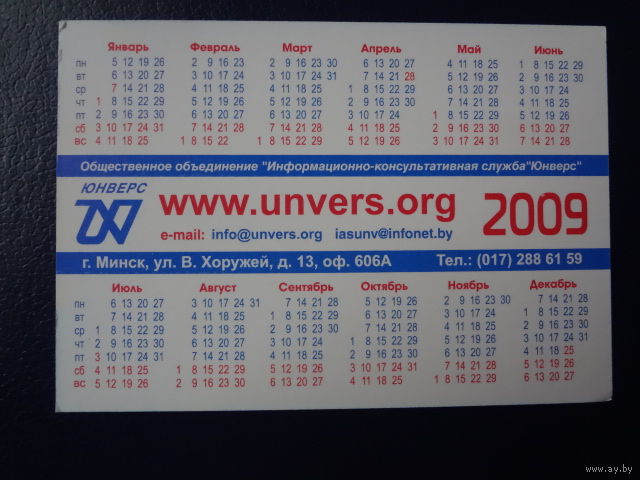 Январь Февраль Март Апрель Май Июнь
пн 5 12 19 26 2 9 16 23 2 9 16 23 30 6 13 20 27 4 11 18 25 1 8 15 22 29
вт 6 13 20 27 3 10 17 24 3 10 17 24 31 7 14 21 28 5 12 19 26 2 9 16 23 30
ср 7 14 21 28 4 11 18 25 4 11 18 25 1 8 15 22 29 6 13 20 27 3 10 17 24
чт 1 8 15 22 29 5 12 19 26 5 12 19 26 2 9 16 23 30 7 14 21 28 4 11 18 25
пт 2 9 16 23 30 6 13 20 27 6 13 20 27 3 10 17 24 1 8 15 22 29 5 12 19 26
сб 3 10 17 24 31 7 14 21 28 7 14 21 28 4 11 18 25 2 9 16 23 30 6 13 20 27
вс 4 11 18 25 1 8 15 22 1 8 15 22 29 5 12 19 26 3 10 17 24 31 7 14 21 28
Общественное объединение "Информационно-консультативная служба"Юнверс"
ЮНВЕРС
www.unvers.org 2009
e-mail: info@unvers.org iasunv@infonet.by
г. Минск, ул. В. Хоружей, д. 13, оф. 606А Тел.: (017) 288 61 59
Июль Август Сентябрь Октябрь Ноябрь Декабрь
пн 6 13 20 27 3 10 17 24 31 7 14 21 28 5 12 19 26 2 9 16 23 30 7 14 21 28
вт 7 14 21 28 4 11 18 25 1 8 15 22 29 6 13 20 27 3 10 17 24 1 8 15 22 29
ср 1 8 15 22 29 5 12 19 26 2 9 16 23 30 7 14 21 28 4 11 18 25 2 9 16 23 30
чт 2 9 16 23 30 6 13 20 27 3 10 17 24 1 8 15 22 29 5 12 19 26 3 10 17 24 31
пт 3 10 17 24 31 7 14 21 28 4 11 18 25 2 9 16 23 30 6 13 20 27 4 11 18 25
сб 4 11 18 25 1 8 15 22 29 5 12 19 26 3 10 17 24 31 7 14 21 28 5 12 19 26
вс 5 12 19 26 2 9 16 23 30 6 13 20 27 4 11 18 25 1 8 15 22 29 6 13 20 27
www.ay.by